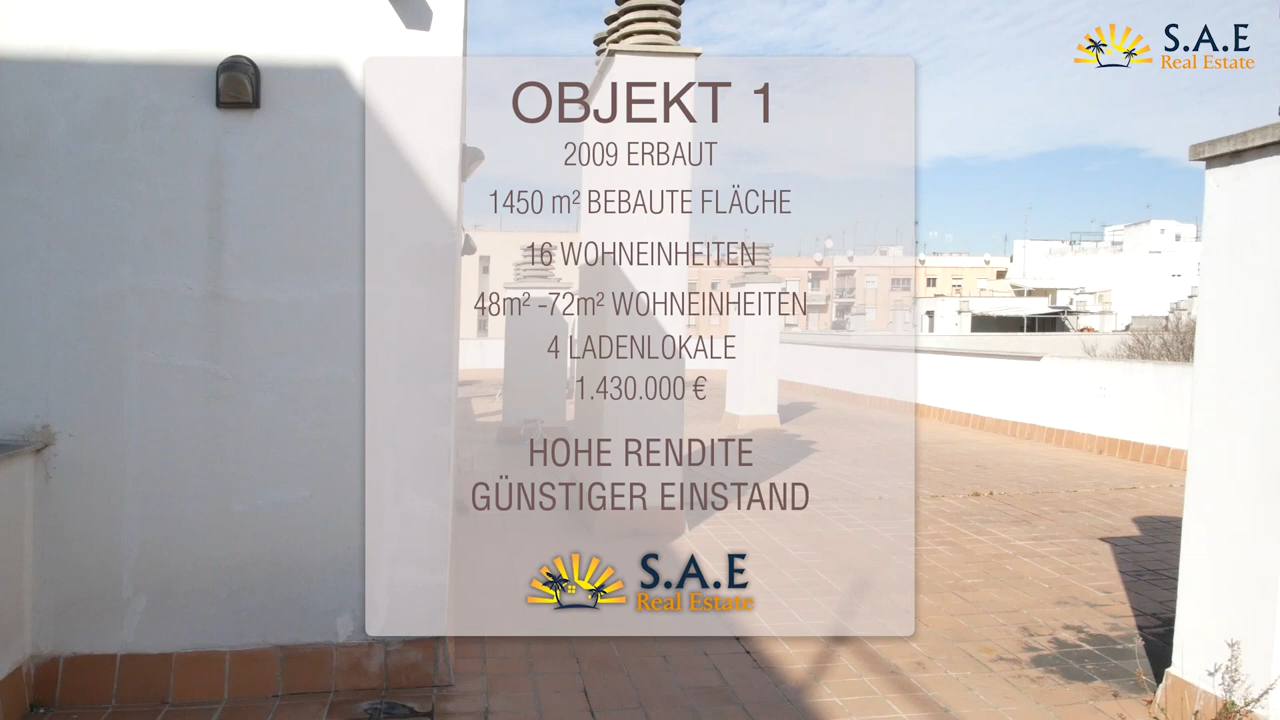 S.A.E
Real Estate
OBJEKT 1
2009 ERBAUT
1450 m² BEBAUTE FLÄCHE
16 WOHNEINHEITEN
48m² -72m² WOHNEINHEITEN
4 LADENLOKALE
1.430.000 €
HOHE RENDITE
GÜNSTIGER EINSTAND
S.A.E
Real Estate